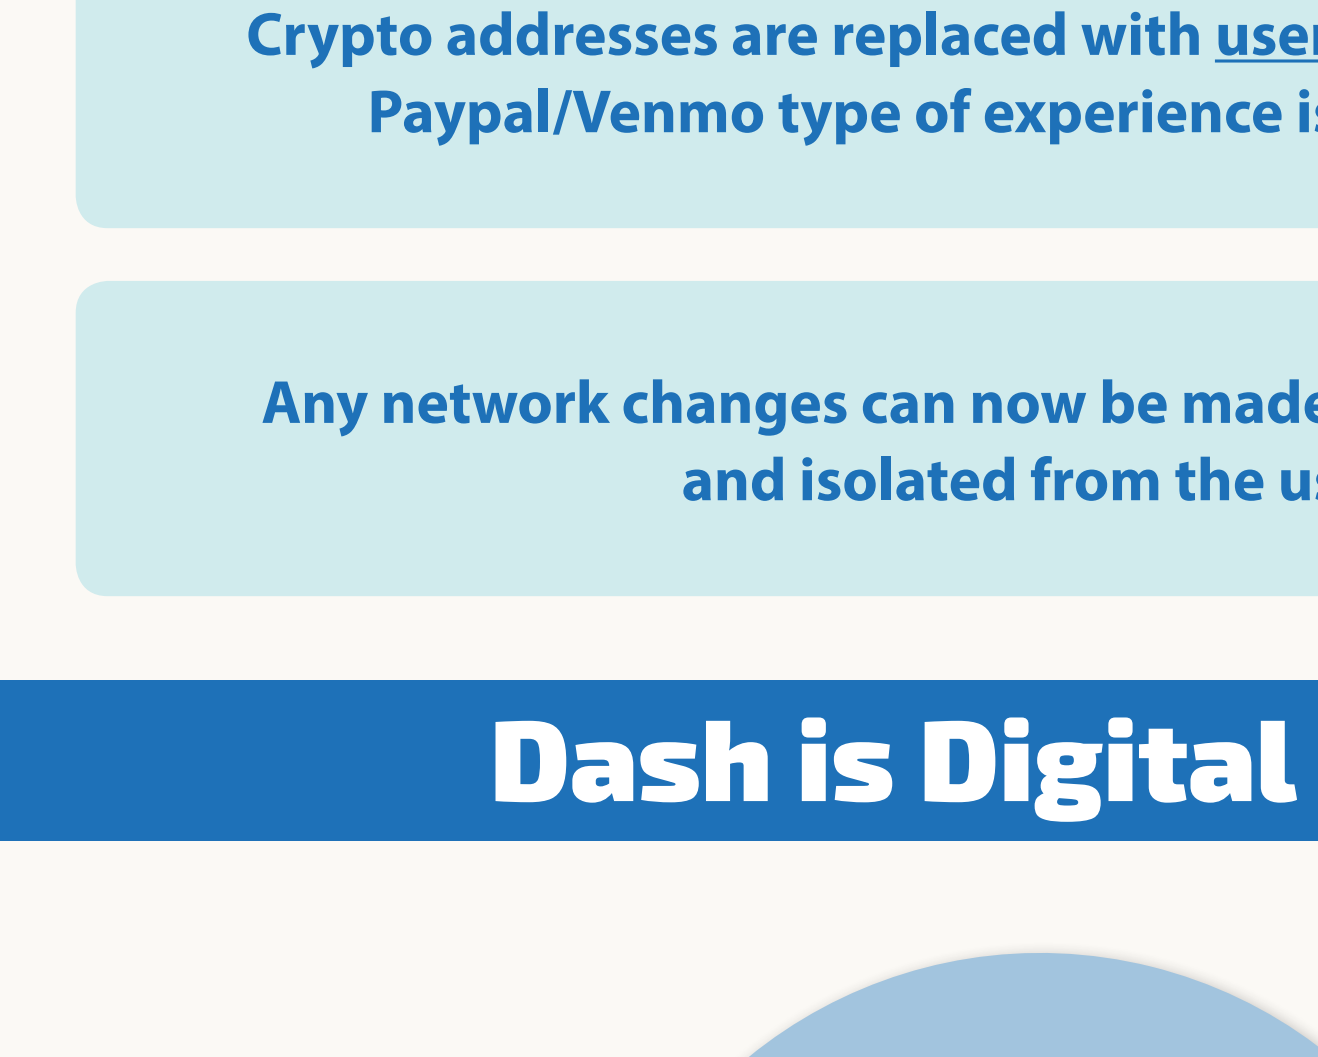 Crypto addresses are replaced with
Paypal/Venmo type of experience
Any network changes can now be made
and isolated from the
Dash is Digital